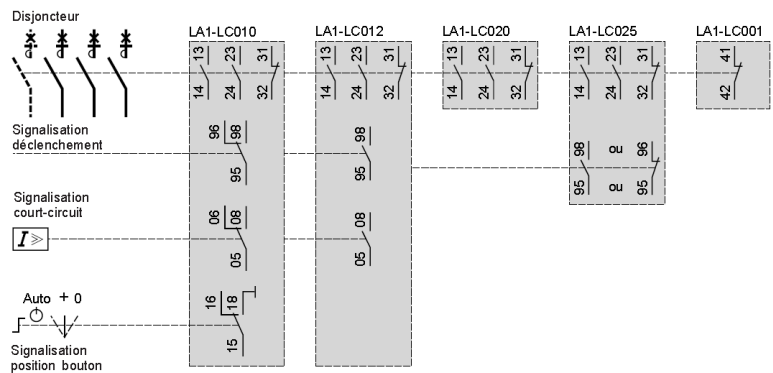 Disjoncteur
LA1-LC010
LA1-LC012
LA1-LC020
LA1-LC025
LA1-LC001
13 23 31
13 23 31
13 23 31
13 23 31
41
14 24 32
14 24 32
14 24 32
14 24 32
42
Signalisation
déclenchement
96 98
95
98
95
98 ou 96
95 ou 95
Signalisation
court-circuit
I
06 08
05
08
05
Auto + 0
16 18
15
Signalisation
position bouton